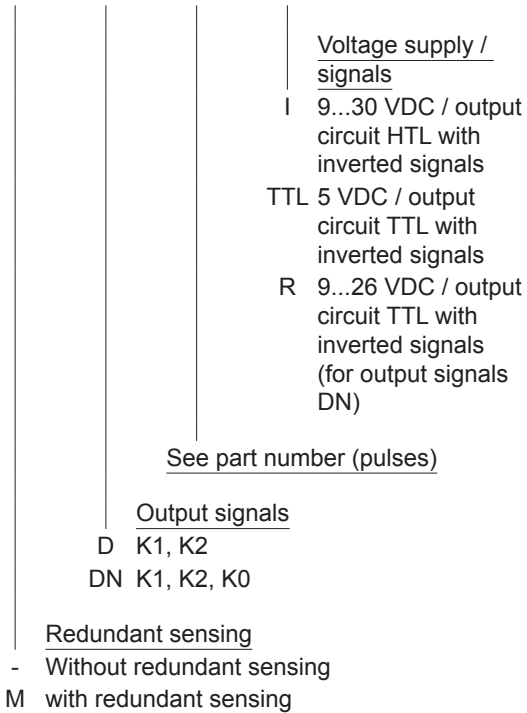 Voltage supply /
signals
I 9...30 VDC / output
circuit HTL with
inverted signals
TTL 5 VDC / output
circuit TTL with
inverted signals
R 9...26 VDC / output
circuit TTL with
inverted signals
(for output signals
DN)
See part number (pulses)
Output signals
D K1, K2
DN K1, K2, K0
Redundant sensing
- Without redundant sensing
M with redundant sensing